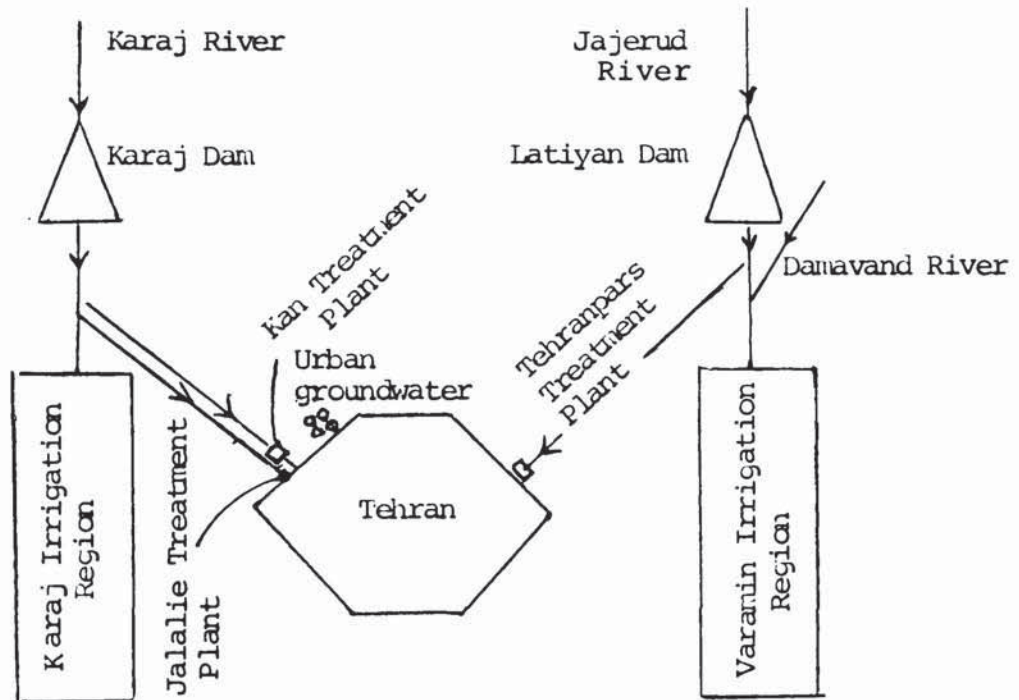 Karaj River
Jajerud
River
Karaj Dam
Latiyan Dam
Damavand River
Kan Treatment
Plant
Tehranpars
Treatment
Plant
Urban
groundwater
Karaj Irrigation
Region
Jalalie Treatment
Plant
Tehran
Varamin Irrigation
Region